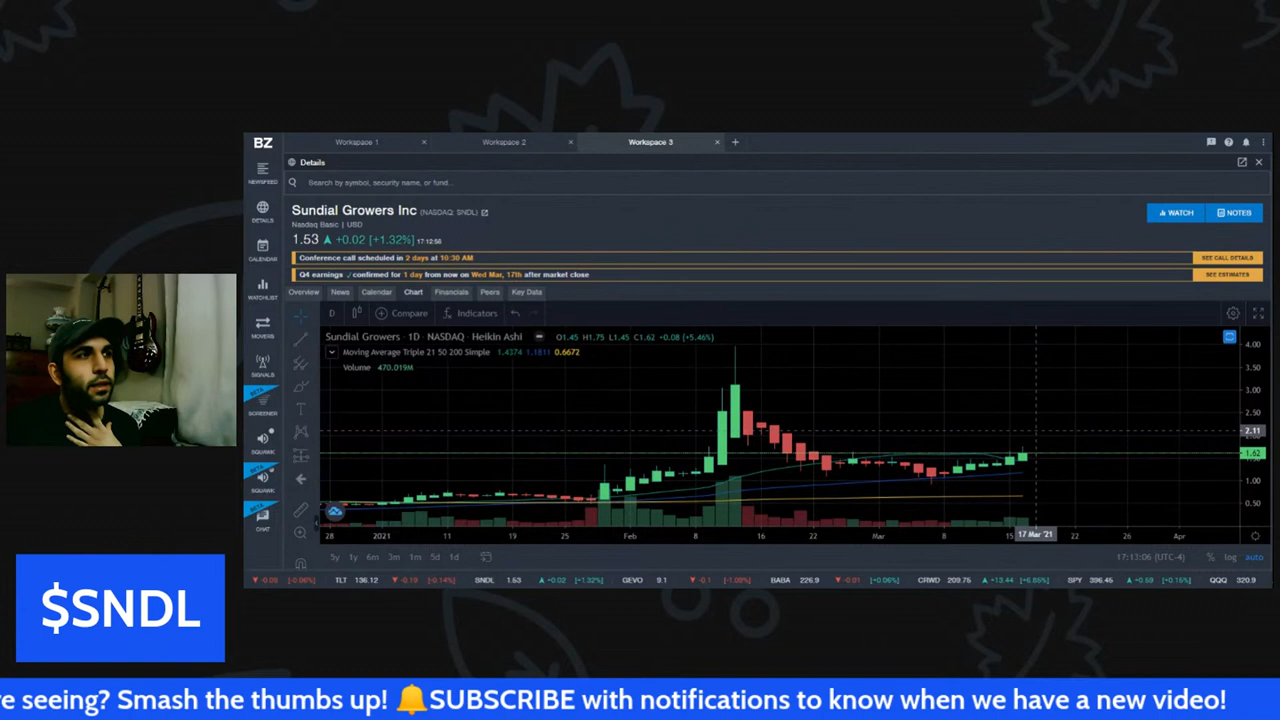 BZ
Workspace 1
Workspace 2
Workspace 3
NEWSFEED
Details
DETAILS
CALENDAR
WATCHLIST
MOVERS
SIGNALS
BETA
SCREENER
SQUAWK
BETA
SQUAWK
BETA
CHAT
Search by symbol, security name, or fund...
Sundial Growers Inc (NASDAQ: SNDL)
WATCH
NOTES
Nasdaq Basic | USD
1.53 ▲ +0.02 [+1.32%] 17:12:56
Conference call scheduled in 2 days at 10:30 AM
SEE CALL DETAILS
Q4 earnings ✓confirmed for 1 day from now on Wed Mar, 17th after market close
SEE ESTIMATES
Overview News Calendar Chart Financials Peers Key Data
D Compare Indicators
Sundial Growers · 1D · NASDAQ · Heikin Ashi O1.45 H1.75 L1.45 C1.62 +0.08 (+5.46%)
Moving Average Triple 21 50 200 Simple 1.4374 1.1811 0.6672
Volume 470.019M
4.00
3.50
3.00
2.50
2.11
1.62
1.00
0.50
28 2021 11 19 25 Feb 8 16 22 Mar 8 15 17 Mar '21 22 Apr
5y 1y 6m 3m 1m 5d 1d
17:13:06 (UTC-4) % log auto
▼ -0.09 (-0.06%) TLT 136.12 ▼ -0.19 (-0.14%) SNDL 1.53 ▲ +0.02 (+1.32%) GEVO 9.1 ▼ -0.1 (-1.08%) BABA 226.9 ▼ -0.01 (+0.06%) CRWD 209.75 ▲ +13.44 (+6.85%) SPY 396.45 ▲ +0.59 (+0.15%) QQQ 320.9
$SNDL
re seeing? Smash the thumbs up! 🔔SUBSCRIBE with notifications to know when we have a new video!